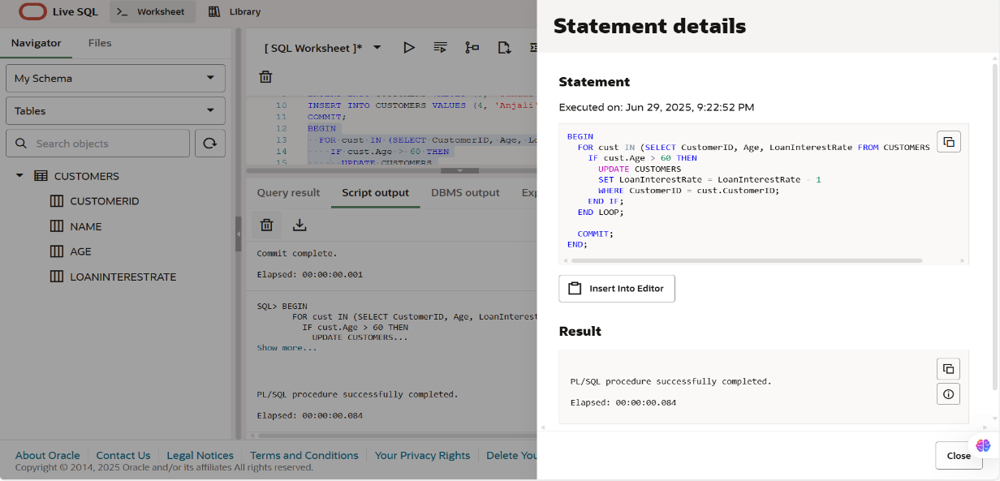 Live SQL
Worksheet
Library
Navigator
Files
My Schema
Tables
Search objects
CUSTOMERS
CUSTOMERID
NAME
AGE
LOANINTERESTRATE
[ SQL Worksheet ]*
10 INSERT INTO CUSTOMERS VALUES (4, 'Anjali'
11 COMMIT;
12 BEGIN
13 FOR cust IN (SELECT CustomerID, Age, Lo
14 IF cust.Age > 60 THEN
15 UPDATE CUSTOMERS
Query result
Script output
DBMS output
Exp
Commit complete.
Elapsed: 00:00:00.001
SQL> BEGIN
FOR cust IN (SELECT CustomerID, Age, LoanInterest
IF cust.Age > 60 THEN
UPDATE CUSTOMERS...
Show more...
PL/SQL procedure successfully completed.
Elapsed: 00:00:00.084
About Oracle
Contact Us
Legal Notices
Terms and Conditions
Your Privacy Rights
Delete You
Copyright © 2014, 2025 Oracle and/or its affiliates All rights reserved.
Statement details
Statement
Executed on: Jun 29, 2025, 9:22:52 PM
BEGIN
FOR cust IN (SELECT CustomerID, Age, LoanInterestRate FROM CUSTOMERS
IF cust.Age > 60 THEN
UPDATE CUSTOMERS
SET LoanInterestRate = LoanInterestRate - 1
WHERE CustomerID = cust.CustomerID;
END IF;
END LOOP;
COMMIT;
END;
Insert Into Editor
Result
PL/SQL procedure successfully completed.
Elapsed: 00:00:00.084
Close